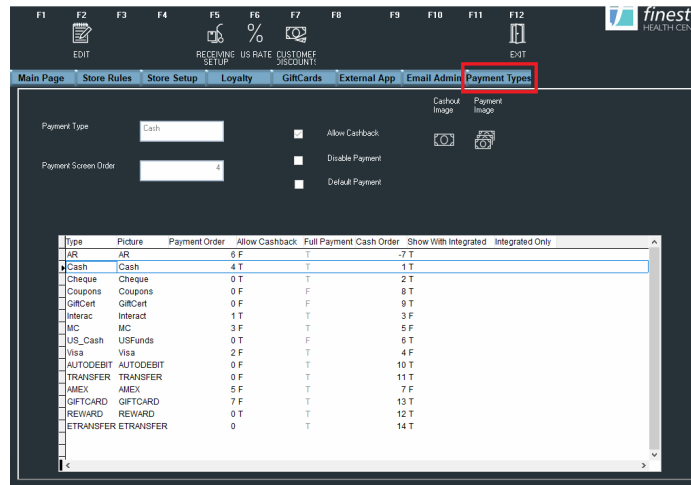 F1 F2 F3 F4 F5 F6 F7 F8 F9 F10 F11 F12
finest
HEALTH CEN
EDIT RECEIVING US RATE CUSTOMER EXIT
SETUP DISCOUNTS
Main Page Store Rules Store Setup Loyalty GiftCards External App Email Admin Payment Types
Cashout Payment
Image Image
Payment Type Cash Allow Cashback
Disable Payment
Payment Screen Order 4
Default Payment
Type Picture Payment Order Allow Cashback Full Payment Cash Order Show With Integrated Integrated Only
AR AR 6 F T -7 T
Cash Cash 4 T T 1 T
Cheque Cheque 0 T T 2 T
Coupons Coupons 0 F F 8 T
GiftCert GiftCert 0 F F 9 T
Interac Interact 1 T T 3 F
MC MC 3 F T 5 F
US_Cash USFunds 0 T F 6 T
Visa Visa 2 F T 4 F
AUTODEBIT AUTODEBIT 0 F T 10 T
TRANSFER TRANSFER 0 F T 11 T
AMEX AMEX 5 F T 7 F
GIFTCARD GIFTCARD 7 F T 13 T
REWARD REWARD 0 T T 12 T
ETRANSFER ETRANSFER 0 14 T